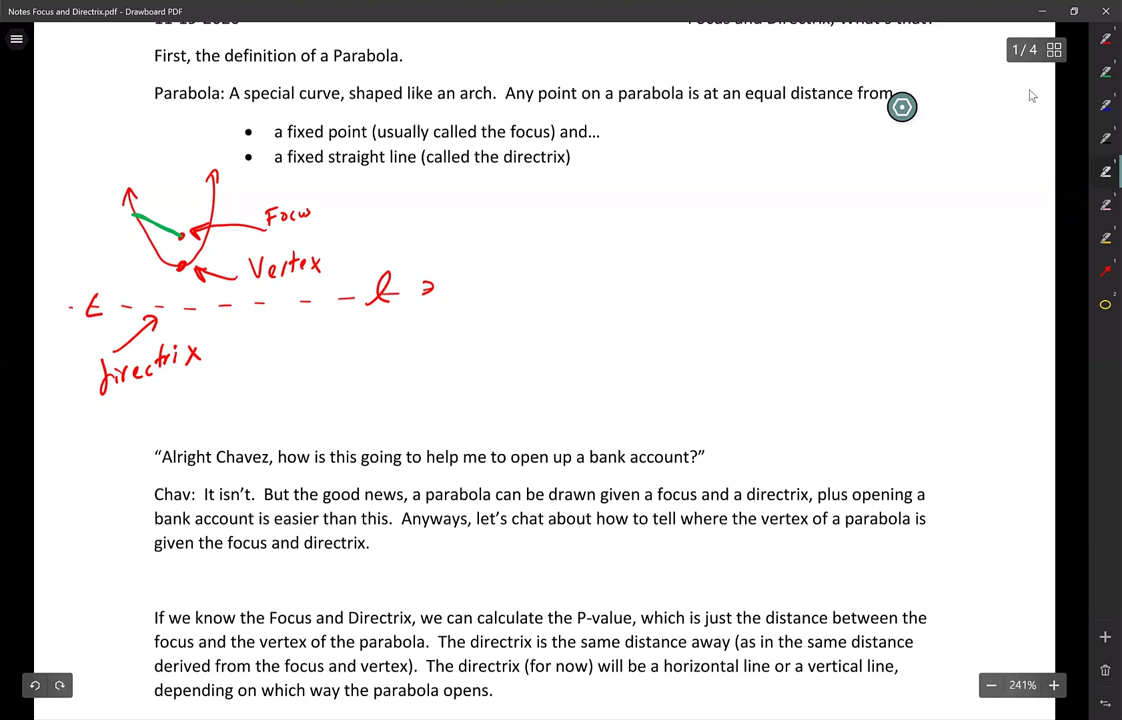 Notes Focus and Directrix.pdf - Drawboard PDF
11-13-2020 Focus and Directrix, What's that?
1/4
First, the definition of a Parabola.
Parabola: A special curve, shaped like an arch. Any point on a parabola is at an equal distance from
• a fixed point (usually called the focus) and…
• a fixed straight line (called the directrix)
Focus
Vertex
l
directrix
“Alright Chavez, how is this going to help me to open up a bank account?”
Chav: It isn’t. But the good news, a parabola can be drawn given a focus and a directrix, plus opening a
bank account is easier than this. Anyways, let’s chat about how to tell where the vertex of a parabola is
given the focus and directrix.
If we know the Focus and Directrix, we can calculate the P-value, which is just the distance between the
focus and the vertex of the parabola. The directrix is the same distance away (as in the same distance
derived from the focus and vertex). The directrix (for now) will be a horizontal line or a vertical line,
depending on which way the parabola opens.
241%